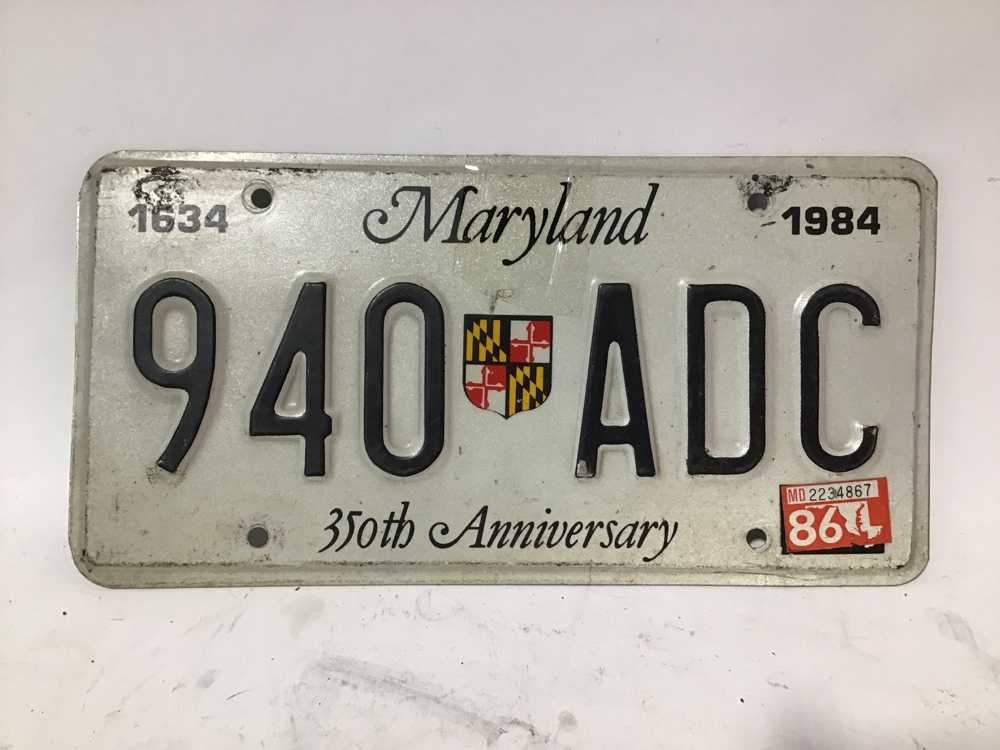 1634 Maryland 1984
940 ADC
350th Anniversary
MD 2234867
86